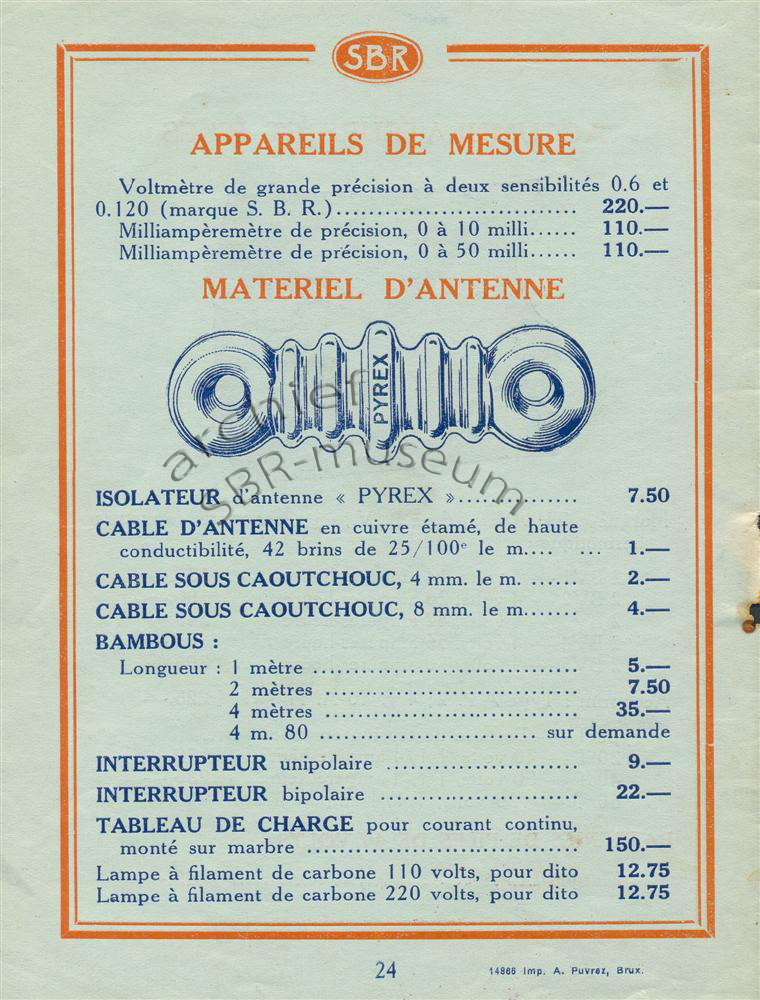 SBR
APPAREILS DE MESURE
Voltmètre de grande précision à deux sensibilités 0.6 et
0.120 (marque S. B. R.)............................ 220.—
Milliampèremètre de précision, 0 à 10 milli...... 110.—
Milliampèremètre de précision, 0 à 50 milli...... 110.—
MATERIEL D'ANTENNE
PYREX
archief
SBR-museum
ISOLATEUR d'antenne « PYREX »............... 7.50
CABLE D'ANTENNE en cuivre étamé, de haute
conductibilité, 42 brins de 25/100e le m.... ... 1.—
CABLE SOUS CAOUTCHOUC, 4 mm. le m. ...... 2.—
CABLE SOUS CAOUTCHOUC, 8 mm. le m....... 4.—
BAMBOUS :
Longueur : 1 mètre ............................... 5.—
2 mètres .............................. 7.50
4 mètres .............................. 35.—
4 m. 80 ......................... sur demande
INTERRUPTEUR unipolaire ....................... 9.—
INTERRUPTEUR bipolaire ....................... 22.—
TABLEAU DE CHARGE pour courant continu,
monté sur marbre ................................ 150.—
Lampe à filament de carbone 110 volts, pour dito 12.75
Lampe à filament de carbone 220 volts, pour dito 12.75
24
14866 Imp. A. Puvrez, Brux.